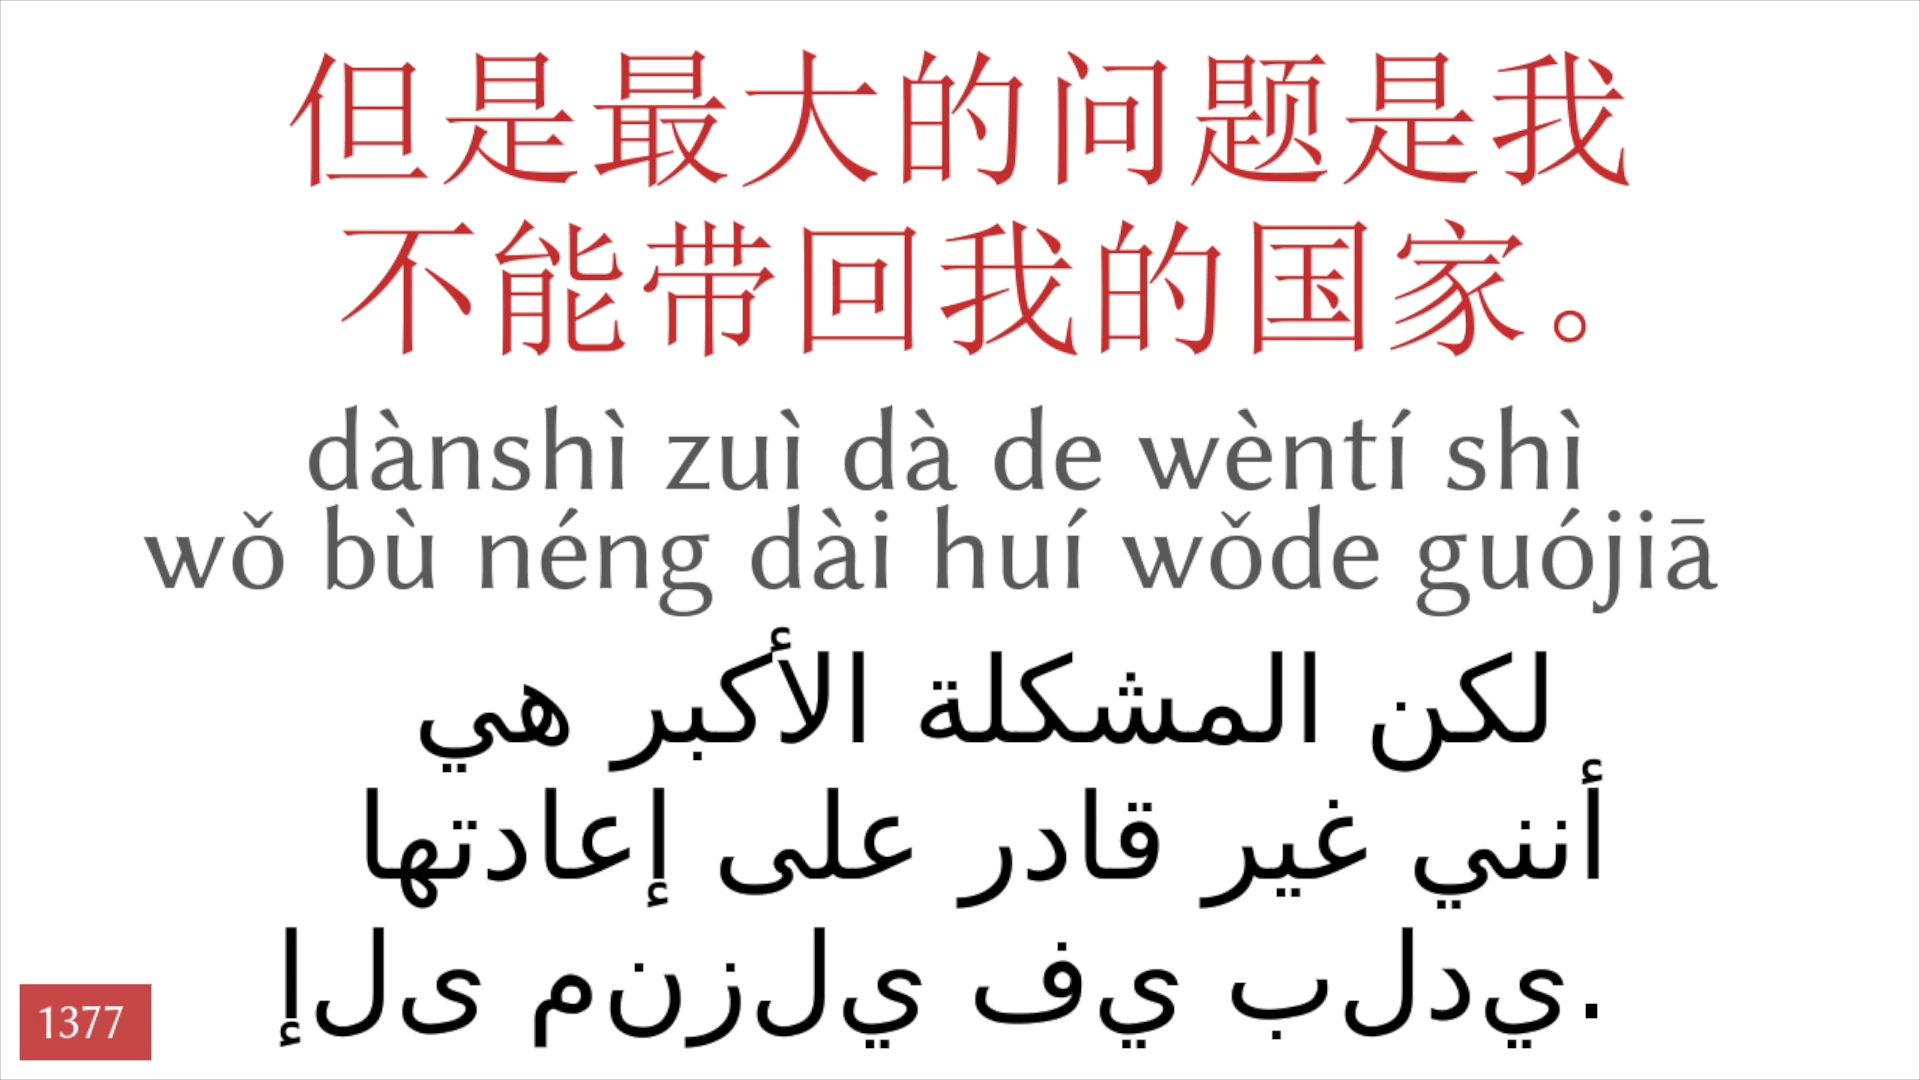 但是最大的问题是我
不能带回我的国家。
dànshì zuì dà de wèntí shì
wǒ bù néng dài huí wǒde guójiā
لكن المشكلة الأكبر هي
أنني غير قادر على إعادتها
إلى منزلي في بلدي.
1377